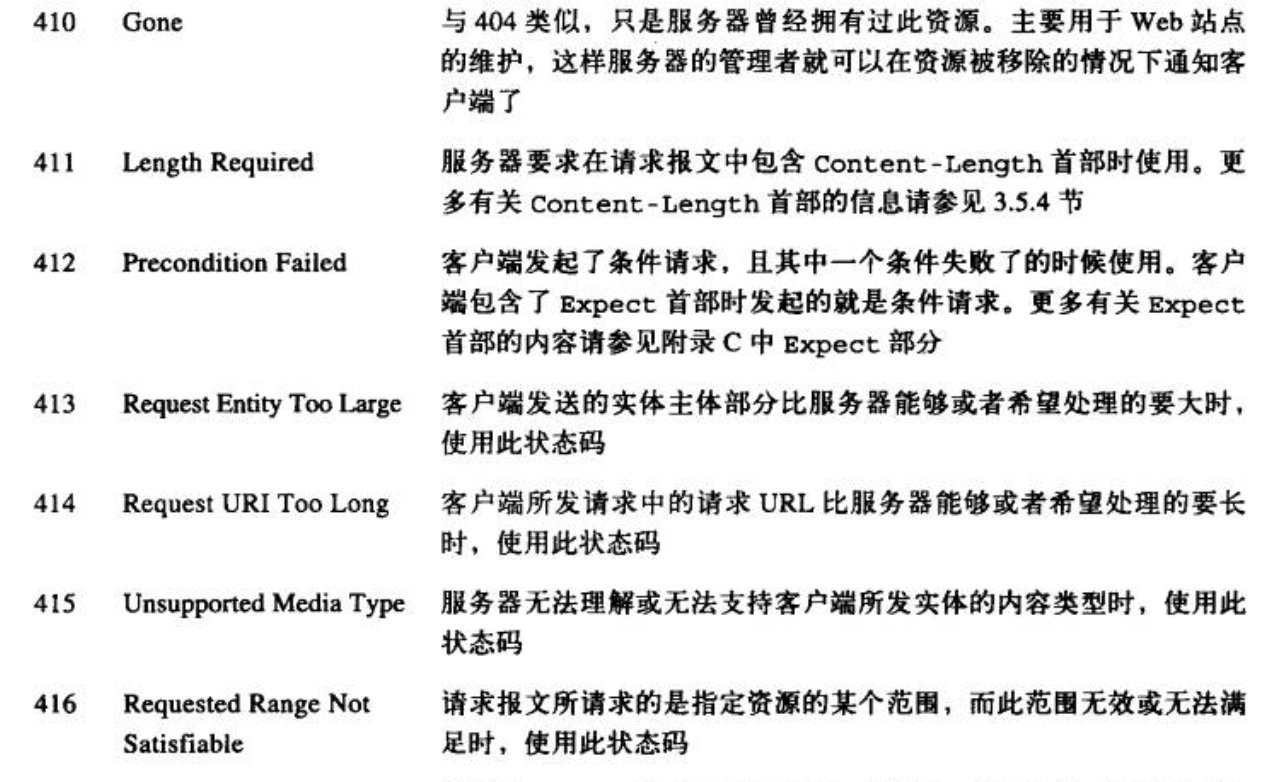 410 Gone 与 404 类似，只是服务器曾经拥有过此资源。主要用于 Web 站点
的维护，这样服务器的管理者就可以在资源被移除的情况下通知客
户端了
411 Length Required 服务器要求在请求报文中包含 Content-Length 首部时使用。更
多有关 Content-Length 首部的信息请参见 3.5.4 节
412 Precondition Failed 客户端发起了条件请求，且其中一个条件失败了的时候使用。客户
端包含了 Expect 首部时发起的就是条件请求。更多有关 Expect
首部的内容请参见附录 C 中 Expect 部分
413 Request Entity Too Large 客户端发送的实体主体部分比服务器能够或者希望处理的要大时，
使用此状态码
414 Request URI Too Long 客户端所发请求中的请求 URL 比服务器能够或者希望处理的要长
时，使用此状态码
415 Unsupported Media Type 服务器无法理解或无法支持客户端所发实体的内容类型时，使用此
状态码
416 Requested Range Not 请求报文所请求的是指定资源的某个范围，而此范围无效或无法满
Satisfiable 足时，使用此状态码